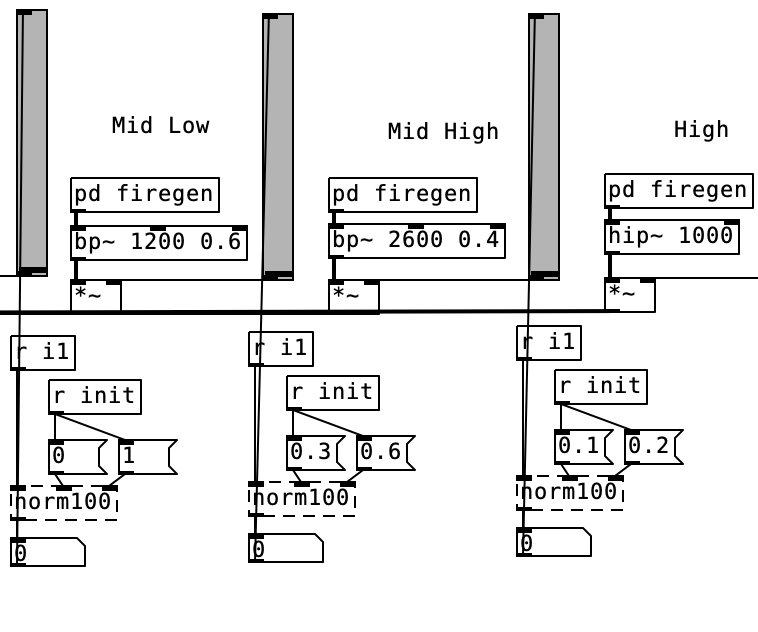 Mid Low
pd firegen
bp~ 1200 0.6
*~
Mid High
pd firegen
bp~ 2600 0.4
*~
High
pd firegen
hip~ 1000
*~
r i1
r init
0
1
norm100
0
r i1
r init
0.3
0.6
norm100
0
r i1
r init
0.1
0.2
norm100
0